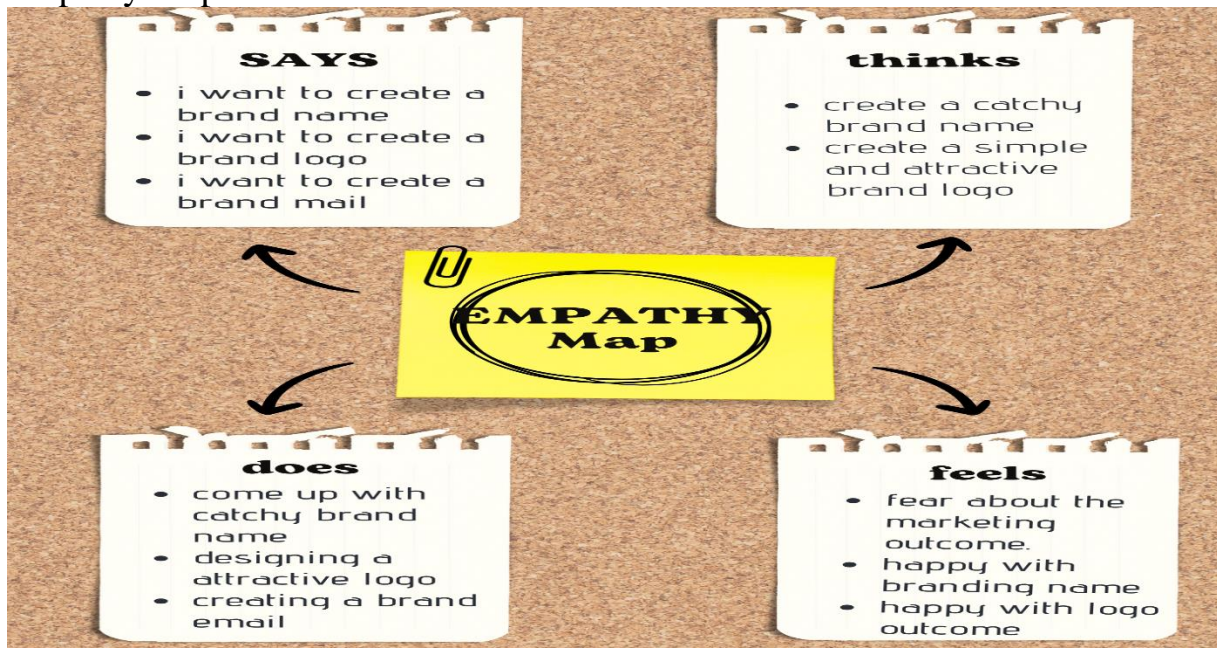 SAYS
• i want to create a
brand name
• i want to create a
brand logo
• i want to create a
brand mail
thinks
• create a catchy
brand name
• create a simple
and attractive
brand logo
EMPATHY
Map
does
• come up with
catchy brand
name
• designing a
attractive logo
• creating a brand
email
feels
• fear about the
marketing
outcome.
• happy with
branding name
• happy with logo
outcome